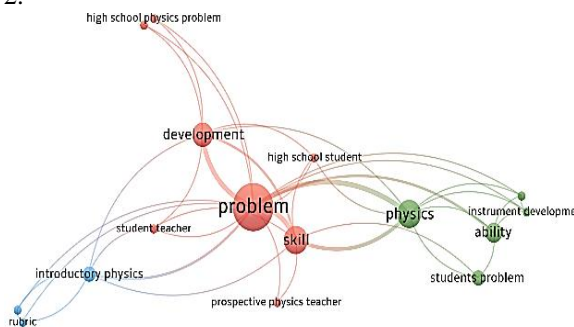 2.
high school physics problem
development
high school student
problem
physics
instrument developme
student teacher
skill
ability
introductory physics
students problem
prospective physics teacher
rubric